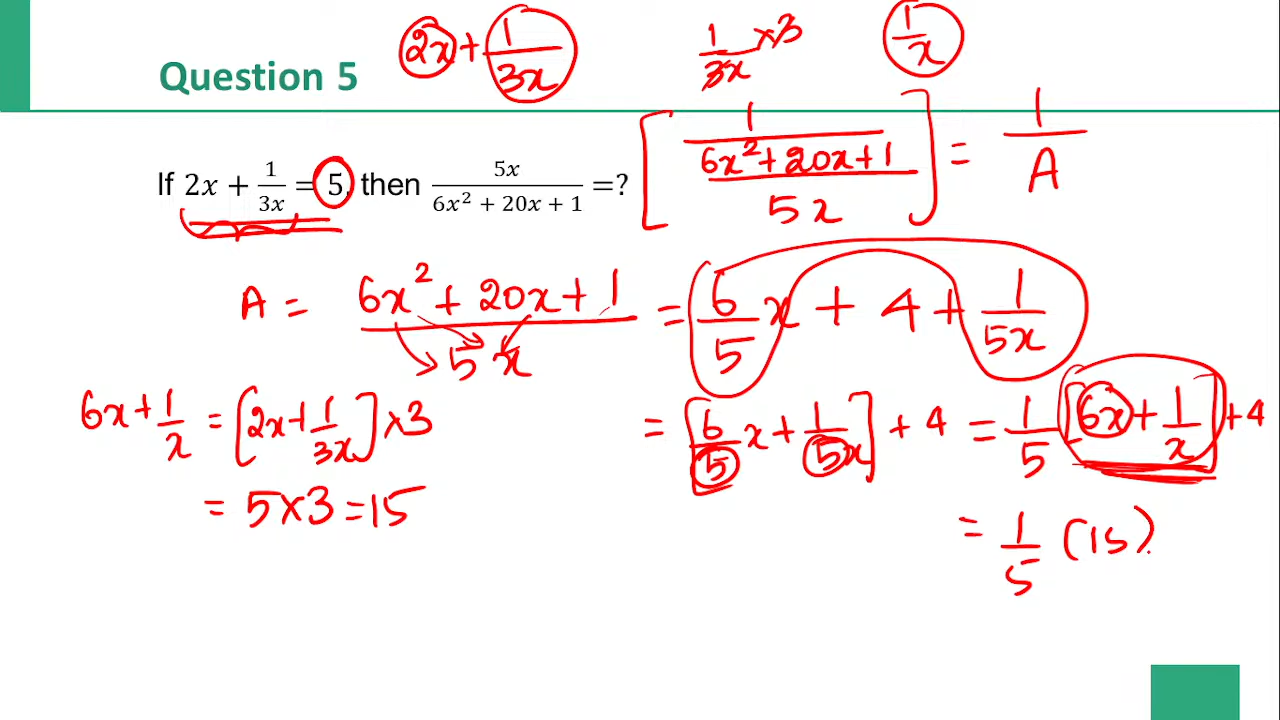 2x + 1/3x
1/3x ×3
1/x
Question 5
If 2x + 1/3x = 5, then 5x/(6x² + 20x + 1) =?
[1/((6x² + 20x + 1)/5x)] = 1/A
A = (6x² + 20x + 1)/5x = 6/5 x + 4 + 1/5x
6x + 1/x = [2x + 1/3x] × 3
= [6/5 x + 1/5x] + 4 = 1/5 [6x + 1/x] + 4
= 5 × 3 = 15
= 1/5 (15)